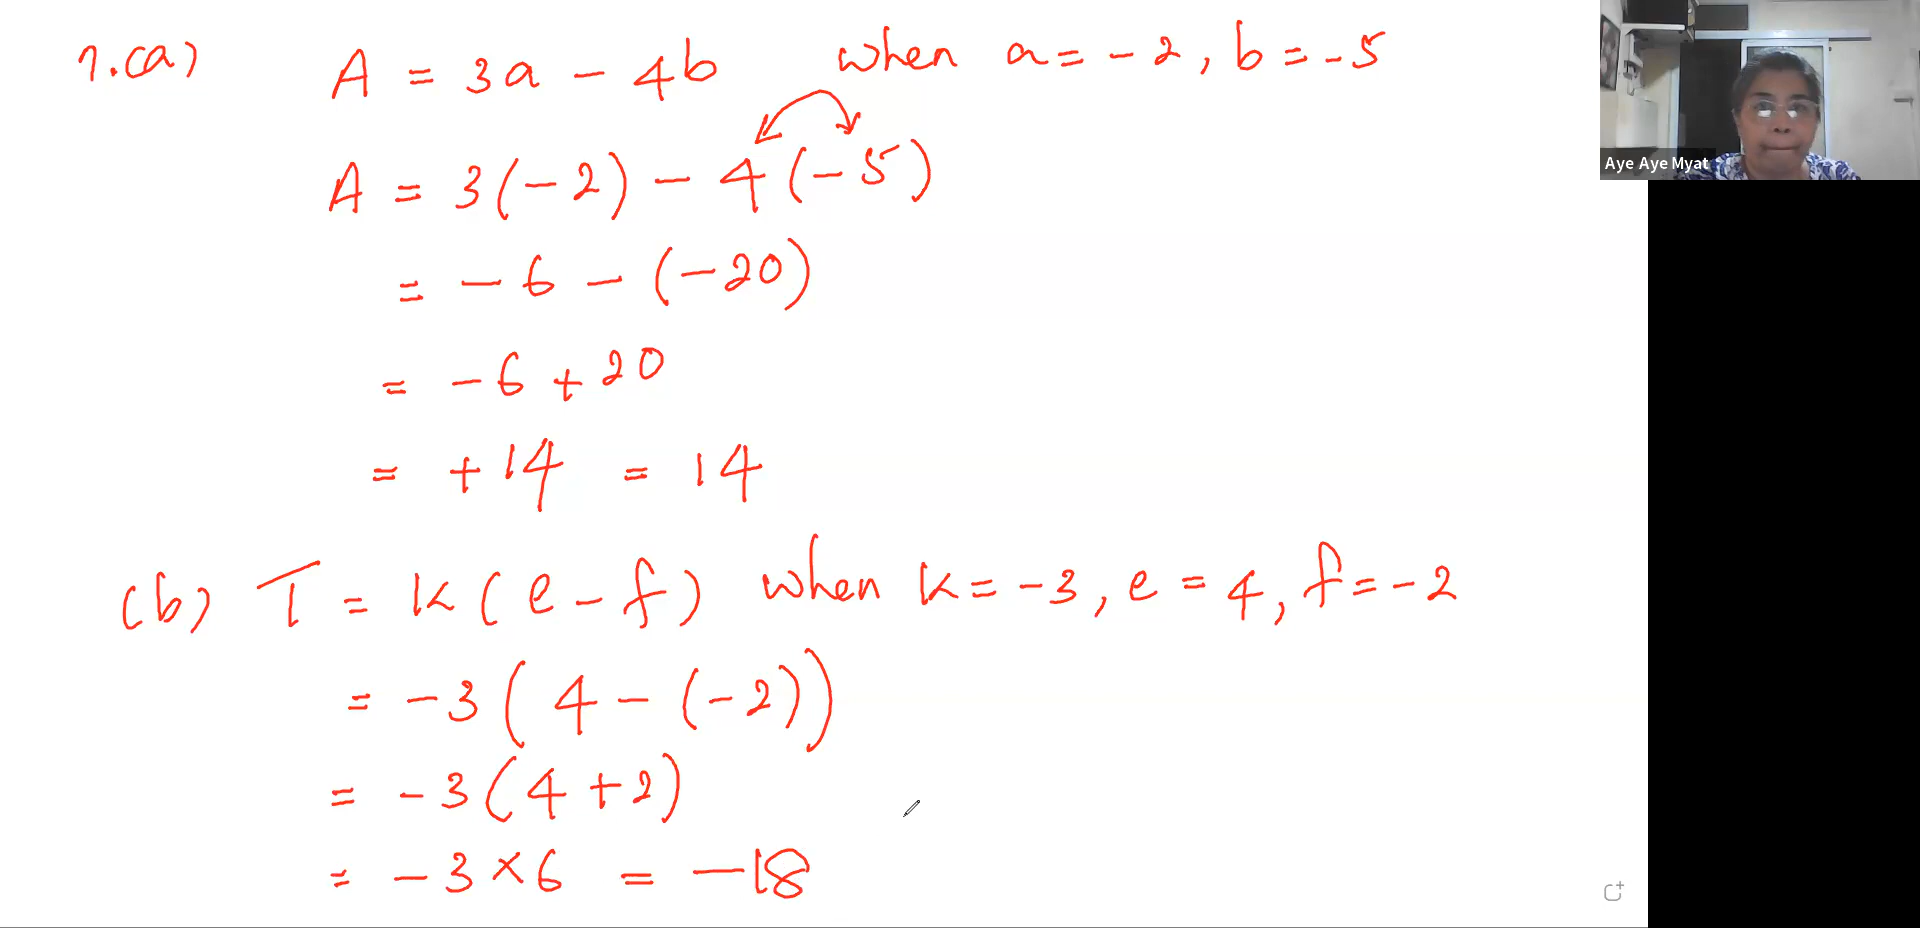 1.(a) A = 3a - 4b when a = -2, b = -5
A = 3(-2) - 4(-5)
= -6 - (-20)
= -6 + 20
= +14 = 14
(b) T = k(e - f) when k = -3, e = 4, f = -2
= -3(4 - (-2))
= -3(4 + 2)
= -3 × 6 = -18
Aye Aye Myat